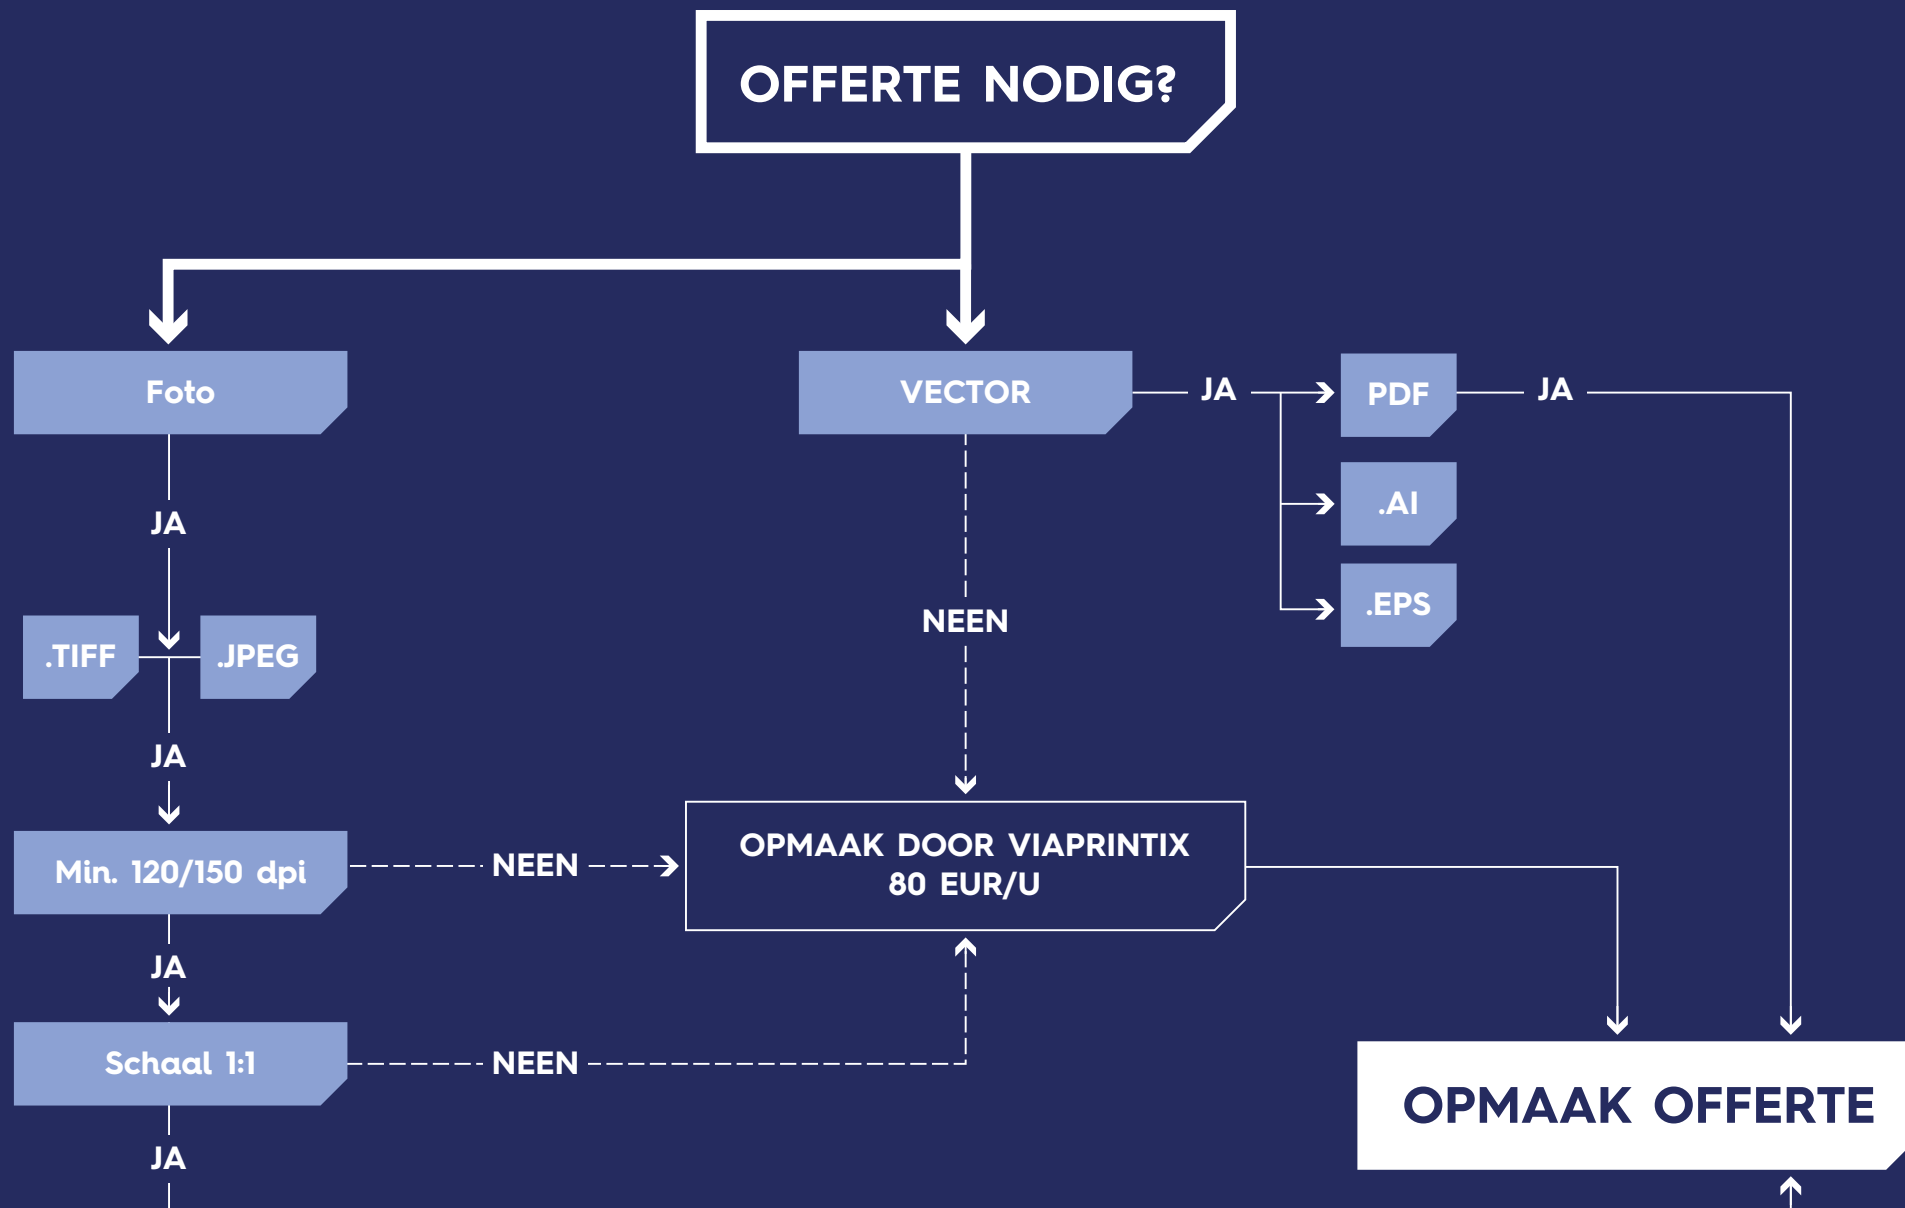 OFFERTE NODIG?
Foto
VECTOR
JA
PDF
JA
.AI
.EPS
JA
NEEN
.TIFF
.JPEG
JA
Min. 120/150 dpi
NEEN
OPMAAK DOOR VIAPRINTIX
80 EUR/U
JA
Schaal 1:1
NEEN
OPMAAK OFFERTE
JA